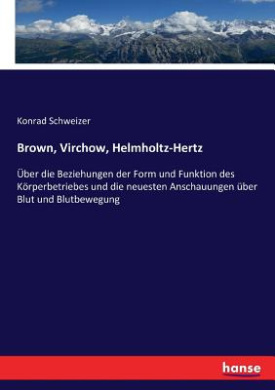 Konrad Schweizer
Brown, Virchow, Helmholtz-Hertz
Über die Beziehungen der Form und Funktion des
Körperbetriebes und die neuesten Anschauungen über
Blut und Blutbewegung
hanse